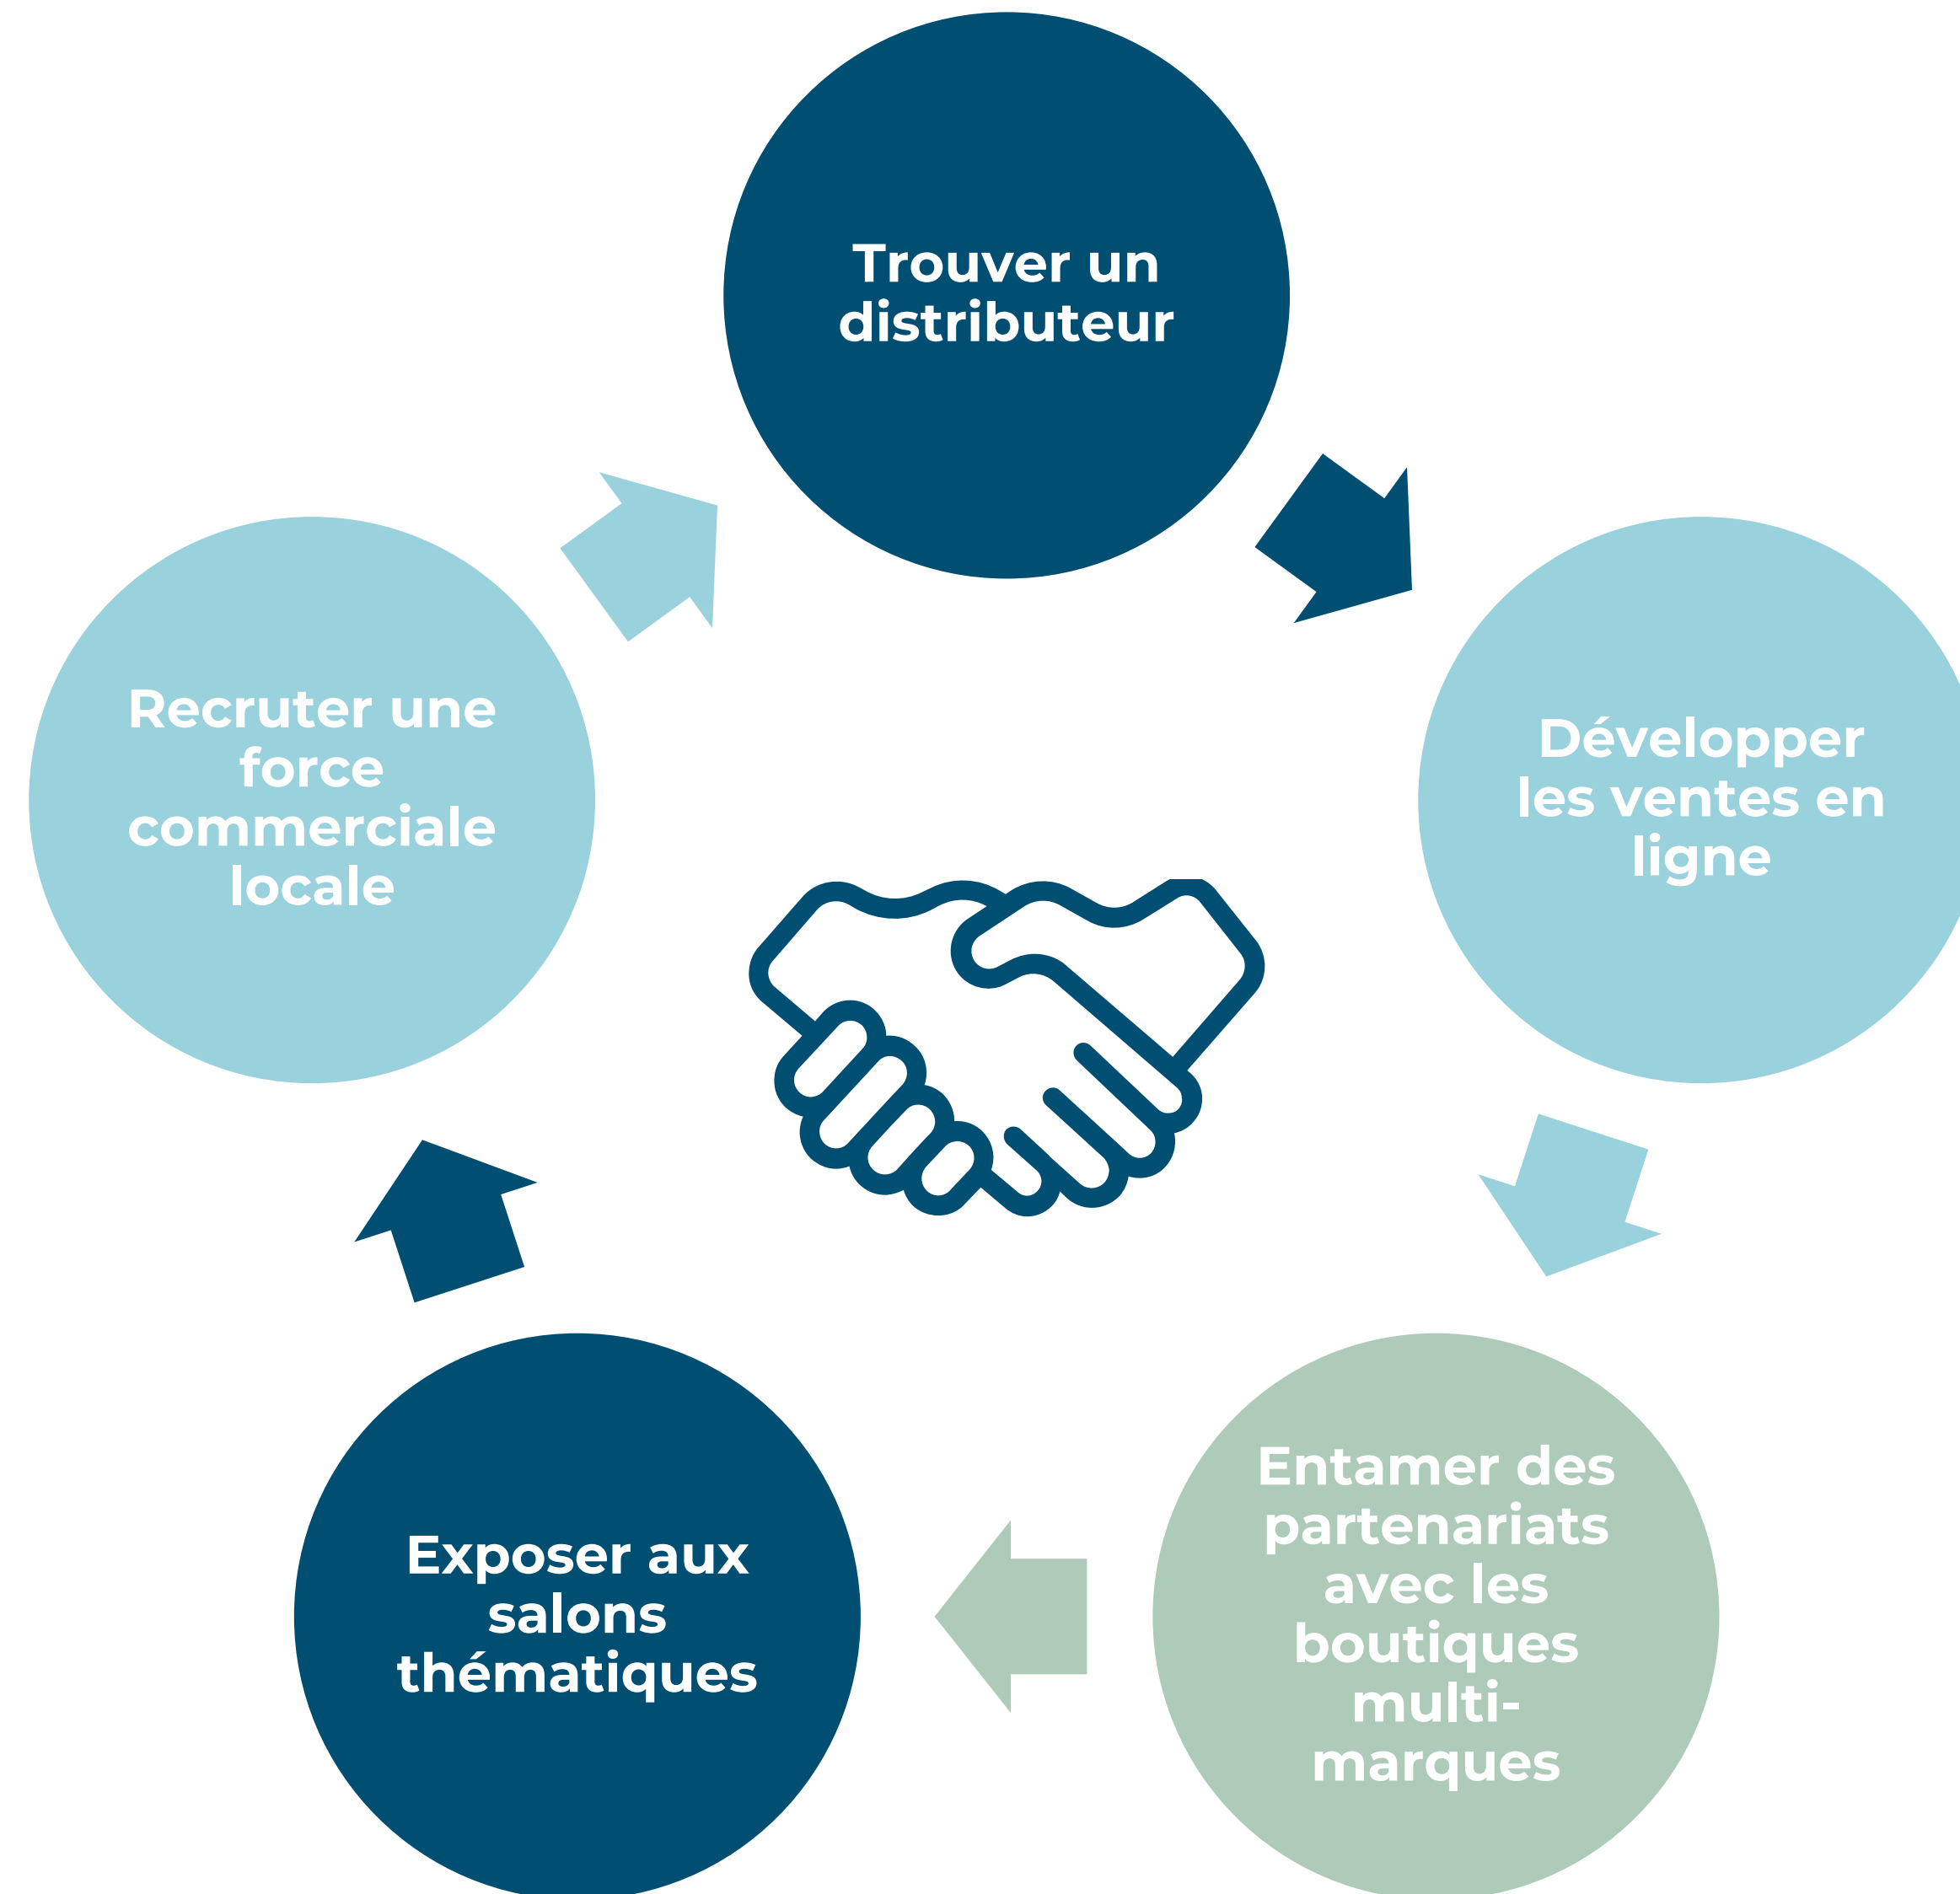 Trouver un
distributeur
Développer
les ventes en
ligne
Entamer des
partenariats
avec les
boutiques
multi-
marques
Exposer aux
salons
thématiques
Recruter une
force
commerciale
locale